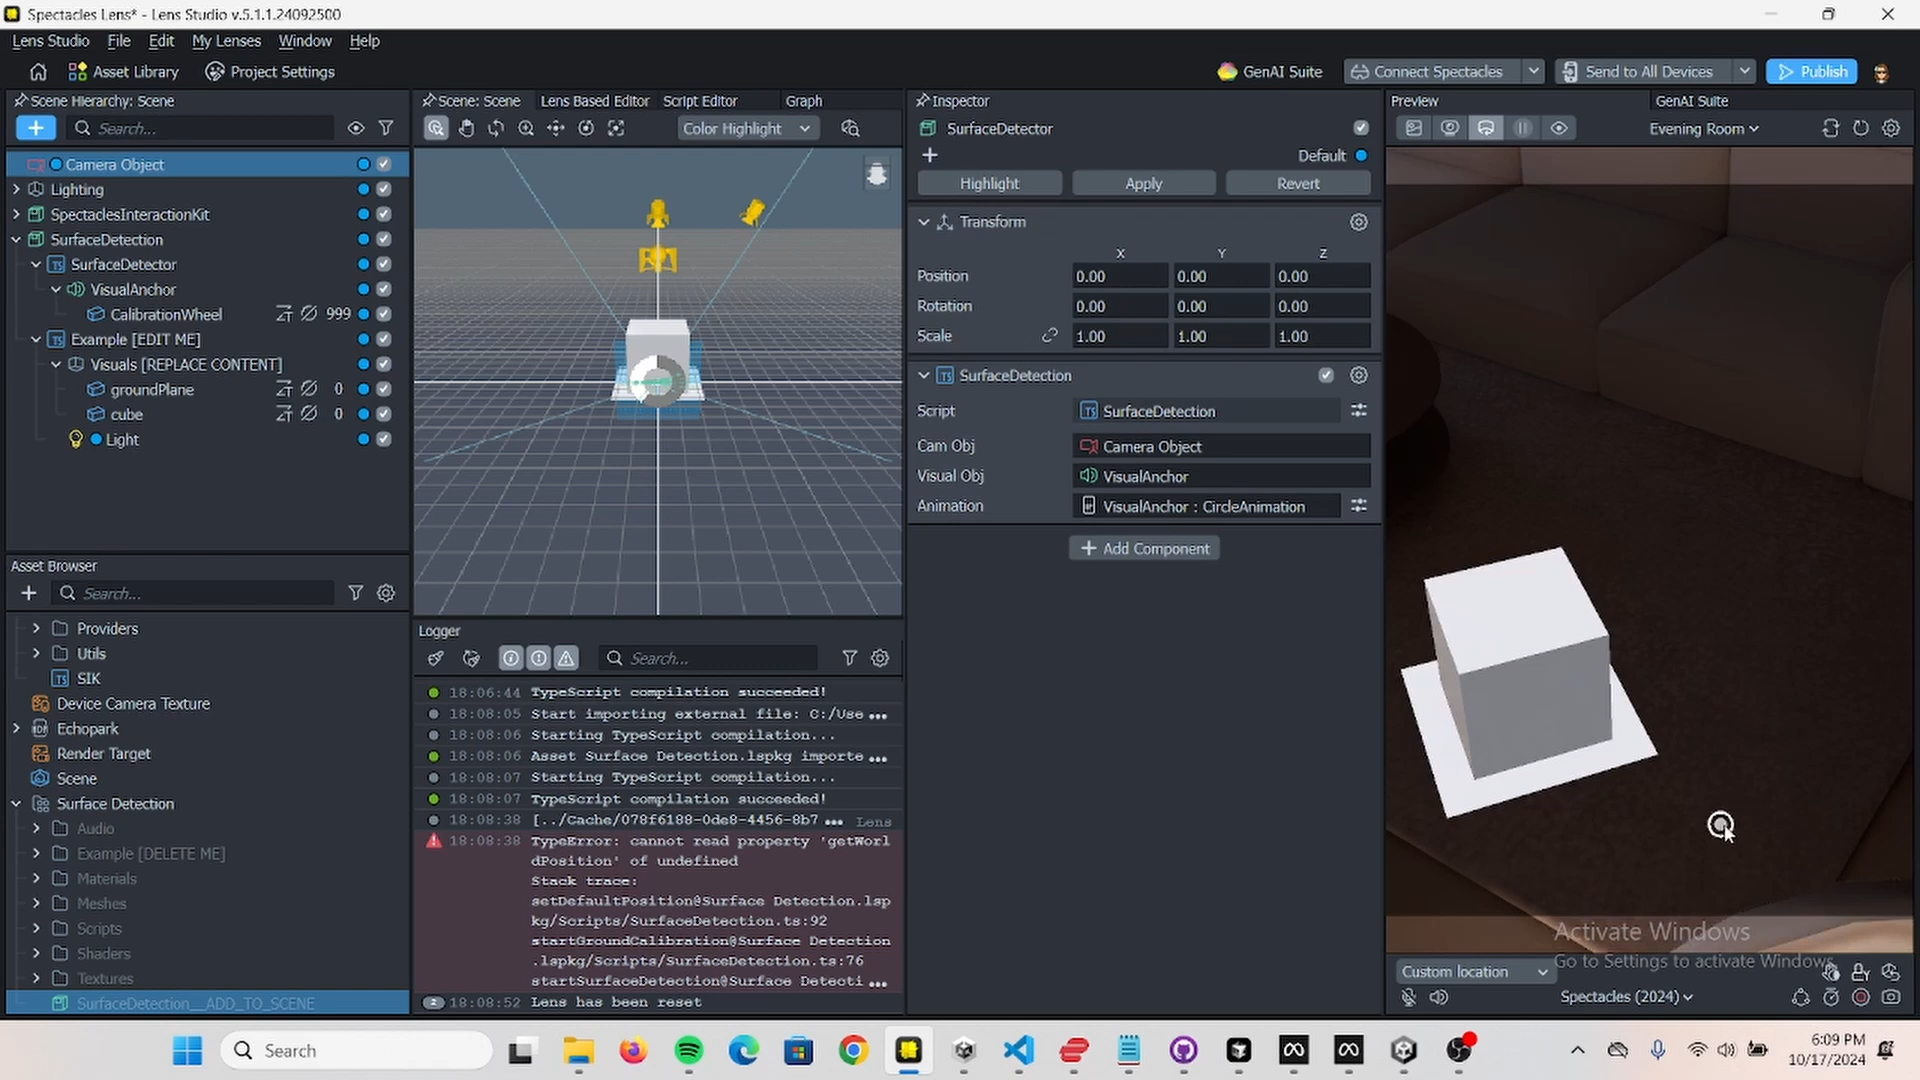 Spectacles Lens* - Lens Studio v.5.1.1.24092500
Lens Studio File Edit My Lenses Window Help
Asset Library Project Settings
GenAI Suite Connect Spectacles Send to All Devices Publish
Scene Hierarchy: Scene
Search...
Camera Object
Lighting
SpectaclesInteractionKit
SurfaceDetection
TS SurfaceDetector
VisualAnchor
CalibrationWheel 999
TS Example [EDIT ME]
Visuals [REPLACE CONTENT]
groundPlane 0
cube 0
Light
Asset Browser
Search...
Providers
Utils
TS SIK
Device Camera Texture
Echopark
Render Target
Scene
Surface Detection
Audio
Example [DELETE ME]
Materials
Meshes
Scripts
Shaders
Textures
SurfaceDetection__ADD_TO_SCENE
Scene: Scene Lens Based Editor Script Editor Graph
Color Highlight
Logger
Search...
18:06:44 TypeScript compilation succeeded!
18:08:05 Start importing external file: C:/Use ...
18:08:06 Starting TypeScript compilation...
18:08:06 Asset Surface Detection.lspkg importe ...
18:08:07 Starting TypeScript compilation...
18:08:07 TypeScript compilation succeeded!
18:08:38 [../Cache/078f6188-0de8-4456-8b7 ... Lens
18:08:38 TypeError: cannot read property 'getWorl
dPosition' of undefined
Stack trace:
setDefaultPosition@Surface Detection.lsp
kg/Scripts/SurfaceDetection.ts:92
startGroundCalibration@Surface Detection
.lspkg/Scripts/SurfaceDetection.ts:76
startSurfaceDetection@Surface Detecti ...
2 18:08:52 Lens has been reset
Inspector
SurfaceDetector
Default
Highlight Apply Revert
Transform
X Y Z
Position 0.00 0.00 0.00
Rotation 0.00 0.00 0.00
Scale 1.00 1.00 1.00
TS SurfaceDetection
Script TS SurfaceDetection
Cam Obj Camera Object
Visual Obj VisualAnchor
Animation VisualAnchor : CircleAnimation
+ Add Component
Preview GenAI Suite
Evening Room
Activate Windows
Go to Settings to activate Windows.
Custom location
Spectacles (2024)
Search
6:09 PM
10/17/2024